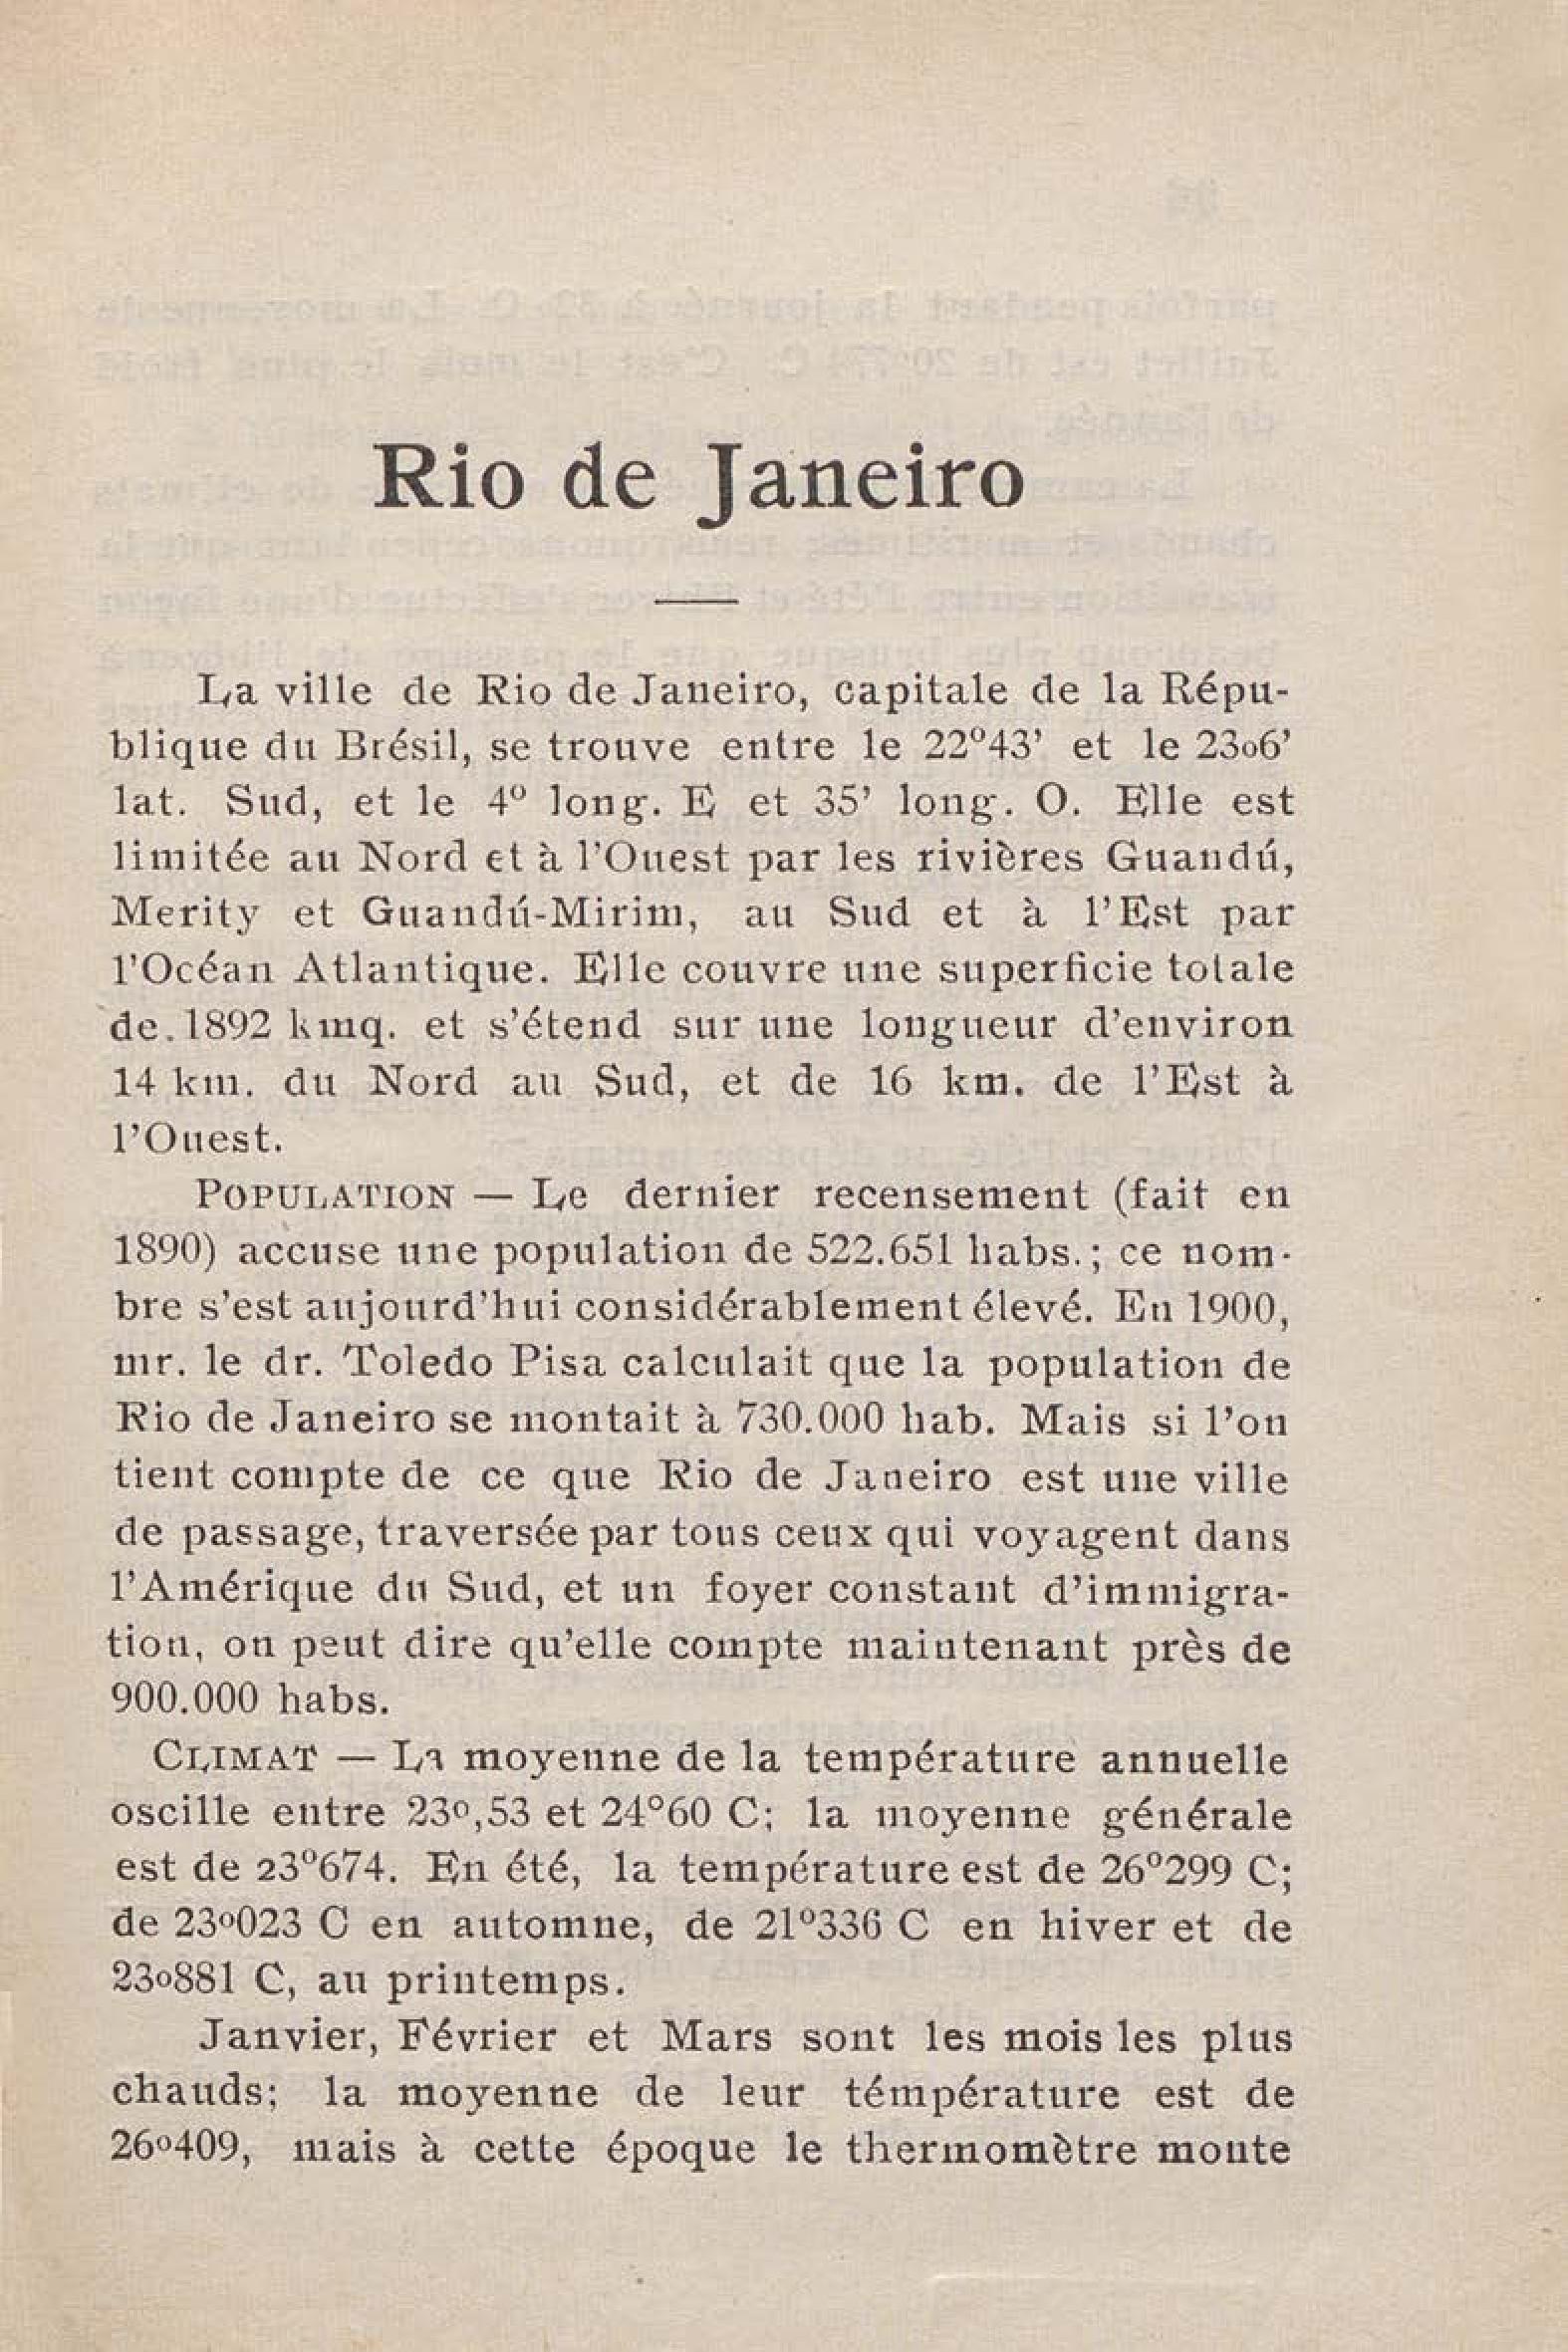 Rio de Janeiro
La ville de Rio de Janeiro, capitale de la Répu-
blique du Brésil, se trouve entre le 22º43' et le 23o6'
lat. Sud, et le 4º long. E et 35' long. O. Elle est
limitée au Nord et à l'Ouest par les rivières Guandú,
Merity et Guandú-Mirim, au Sud et à l'Est par
l'Océan Atlantique. Elle couvre une superficie totale
de 1892 kmq. et s'étend sur une longueur d'environ
14 km. du Nord au Sud, et de 16 km. de l'Est à
l'Ouest.
POPULATION — Le dernier recensement (fait en
1890) accuse une population de 522.651 habs.; ce nom-
bre s'est aujourd'hui considérablement élevé. En 1900,
mr. le dr. Toledo Pisa calculait que la population de
Rio de Janeiro se montait à 730.000 hab. Mais si l'on
tient compte de ce que Rio de Janeiro est une ville
de passage, traversée par tous ceux qui voyagent dans
l'Amérique du Sud, et un foyer constant d'immigra-
tion, on peut dire qu'elle compte maintenant près de
900.000 habs.
CLIMAT — La moyenne de la température annuelle
oscille entre 23o,53 et 24º60 C; la moyenne générale
est de 23º674. En été, la température est de 26º299 C;
de 23o023 C en automne, de 21º336 C en hiver et de
23o881 C, au printemps.
Janvier, Février et Mars sont les mois les plus
chauds; la moyenne de leur témpérature est de
26o409, mais à cette époque le thermomètre monte